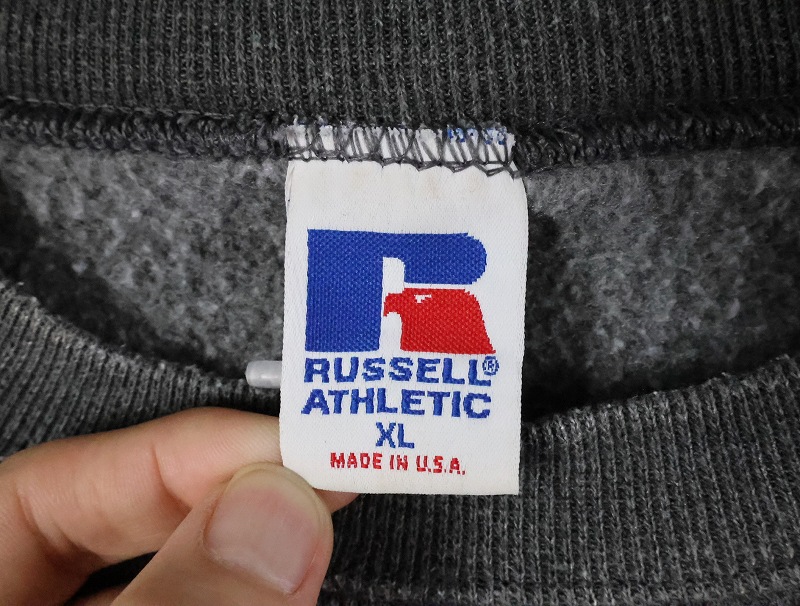 RUSSELL®
ATHLETIC
XL
MADE IN U.S.A.